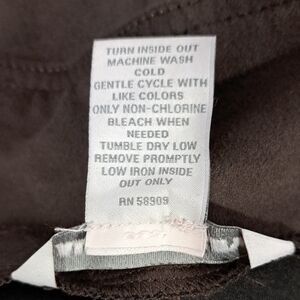 TURN INSIDE OUT
MACHINE WASH
COLD
GENTLE CYCLE WITH
LIKE COLORS
ONLY NON-CHLORINE
BLEACH WHEN
NEEDED
TUMBLE DRY LOW
REMOVE PROMPTLY
LOW IRON INSIDE
OUT ONLY
RN 58909